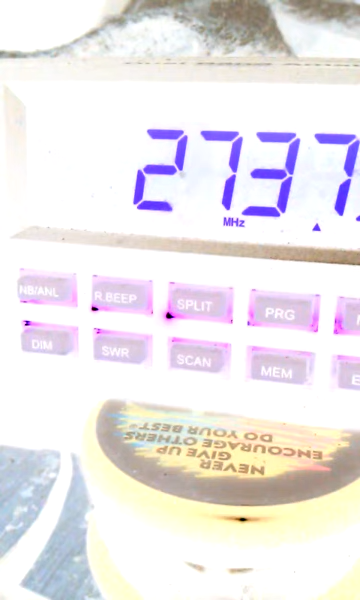 2737
MHz
NB/ANL R.BEEP SPLIT PRG
DIM SWR SCAN MEM
NEVER
GIVE UP
ENCOURAGE OTHERS
DO YOUR BEST